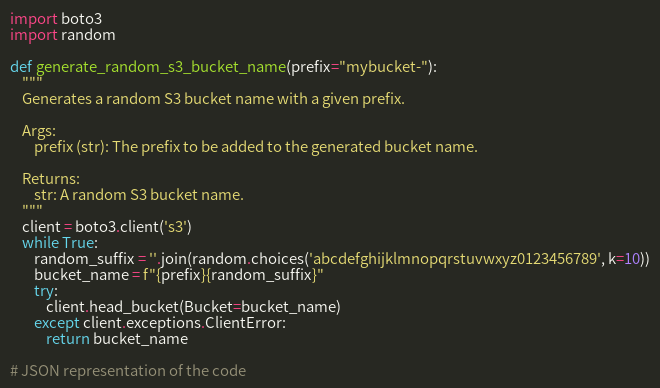 import boto3
import random

def generate_random_s3_bucket_name(prefix="mybucket-"):
    """
    Generates a random S3 bucket name with a given prefix.

    Args:
        prefix (str): The prefix to be added to the generated bucket name.

    Returns:
        str: A random S3 bucket name.
    """
    client = boto3.client('s3')
    while True:
        random_suffix = ''.join(random.choices('abcdefghijklmnopqrstuvwxyz0123456789', k=10))
        bucket_name = f"{prefix}{random_suffix}"
        try:
            client.head_bucket(Bucket=bucket_name)
        except client.exceptions.ClientError:
            return bucket_name

# JSON representation of the code